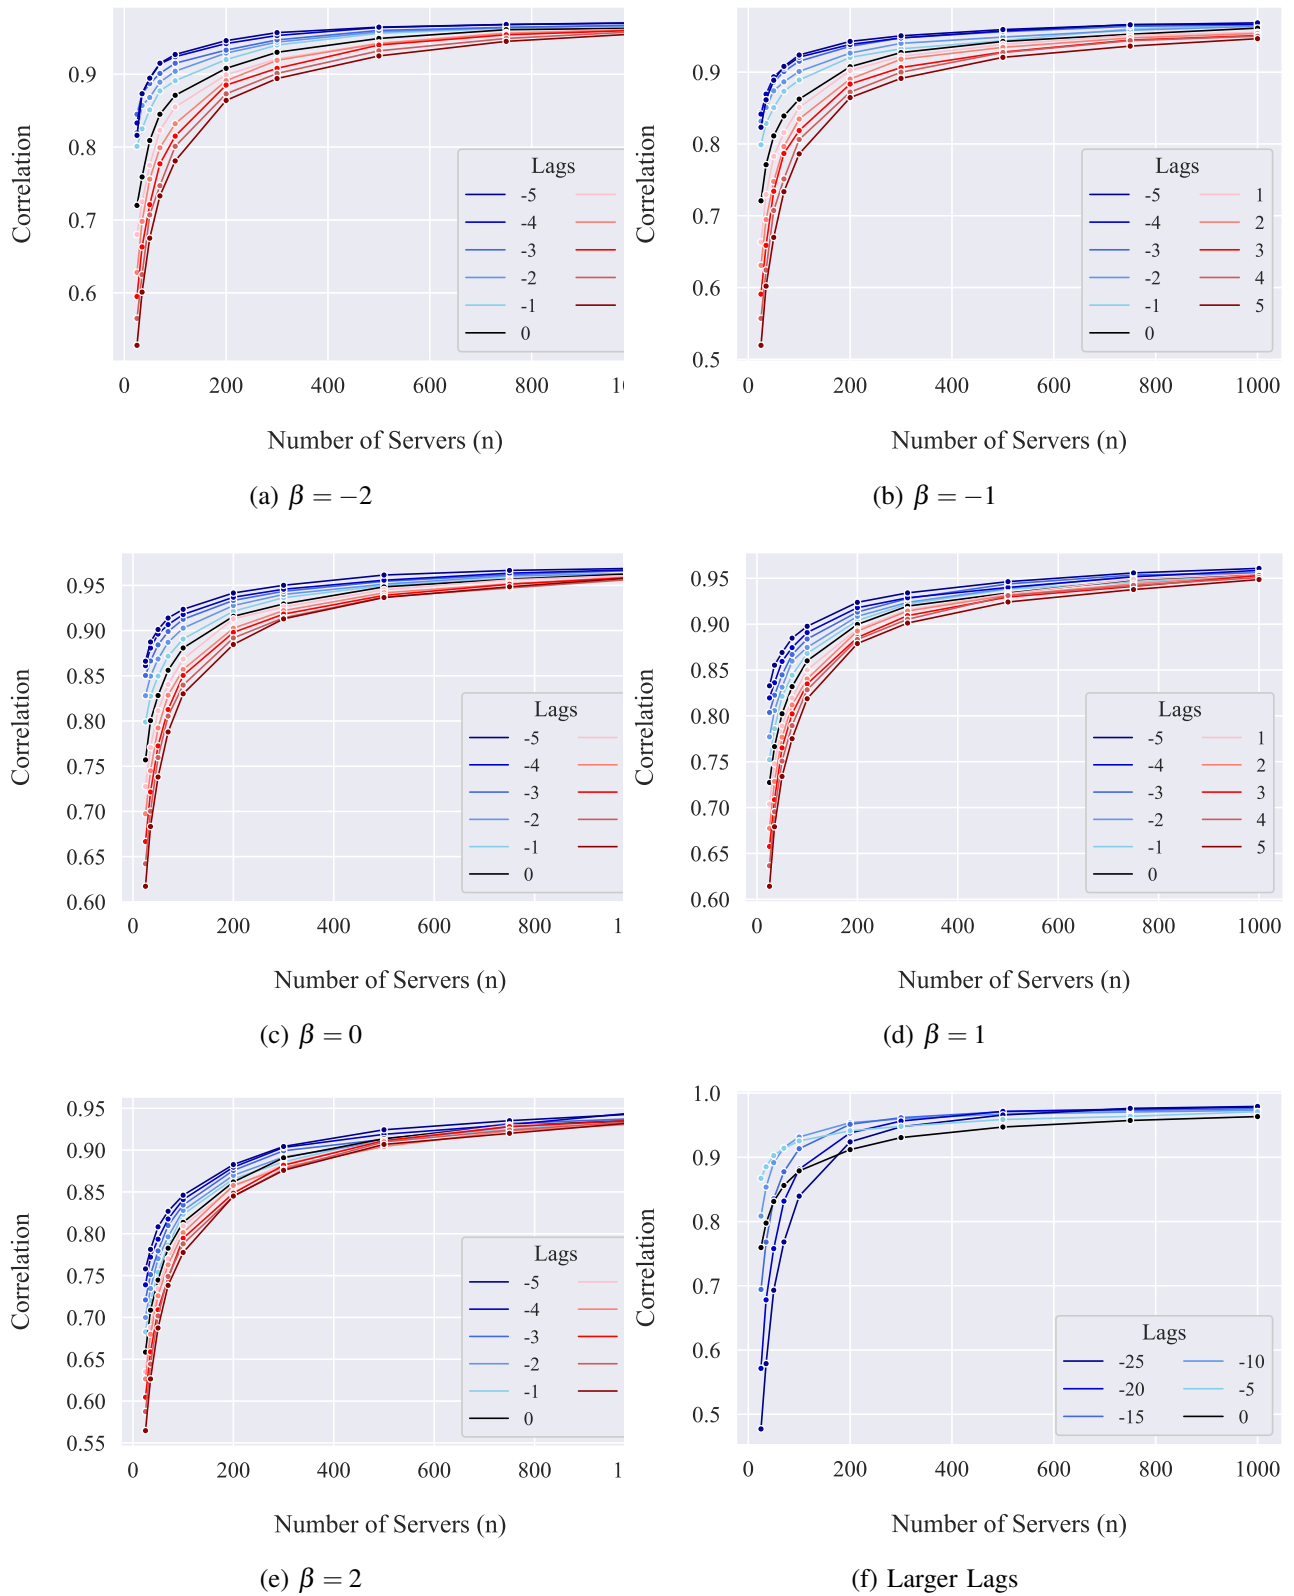 0.9
0.8
0.7
0.6
Correlation
Lags
-5
-4
-3
-2
-1
0
0 200 400 600 800 1
Number of Servers (n)
(a) β = −2
0.9
0.8
0.7
0.6
0.5
Correlation
Lags
-5 1
-4 2
-3 3
-2 4
-1 5
0
0 200 400 600 800 1000
Number of Servers (n)
(b) β = −1
0.95
0.90
0.85
0.80
0.75
0.70
0.65
0.60
Correlation
Lags
-5
-4
-3
-2
-1
0
0 200 400 600 800 1
Number of Servers (n)
(c) β = 0
0.95
0.90
0.85
0.80
0.75
0.70
0.65
0.60
Correlation
Lags
-5 1
-4 2
-3 3
-2 4
-1 5
0
0 200 400 600 800 1000
Number of Servers (n)
(d) β = 1
0.95
0.90
0.85
0.80
0.75
0.70
0.65
0.60
0.55
Correlation
Lags
-5
-4
-3
-2
-1
0
0 200 400 600 800 1
Number of Servers (n)
(e) β = 2
1.0
0.9
0.8
0.7
0.6
0.5
Correlation
Lags
-25 -10
-20 -5
-15 0
0 200 400 600 800 1000
Number of Servers (n)
(f) Larger Lags